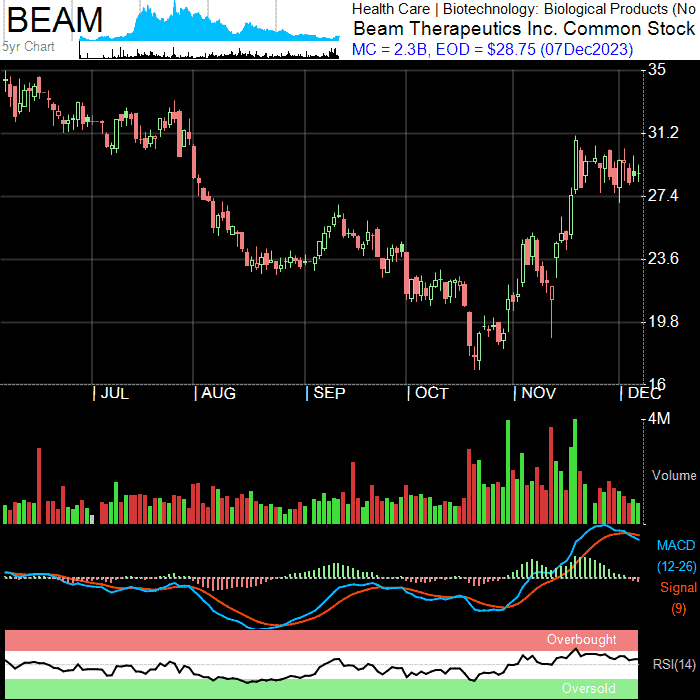 BEAM
5yr Chart
Health Care | Biotechnology: Biological Products (No
Beam Therapeutics Inc. Common Stock
MC = 2.3B, EOD = $28.75 (07Dec2023)
35
31.2
27.4
23.6
19.8
16
| JUL | AUG | SEP | OCT | NOV | DEC
4M
Volume
MACD
(12-26)
Signal
(9)
Overbought
RSI(14)
Oversold